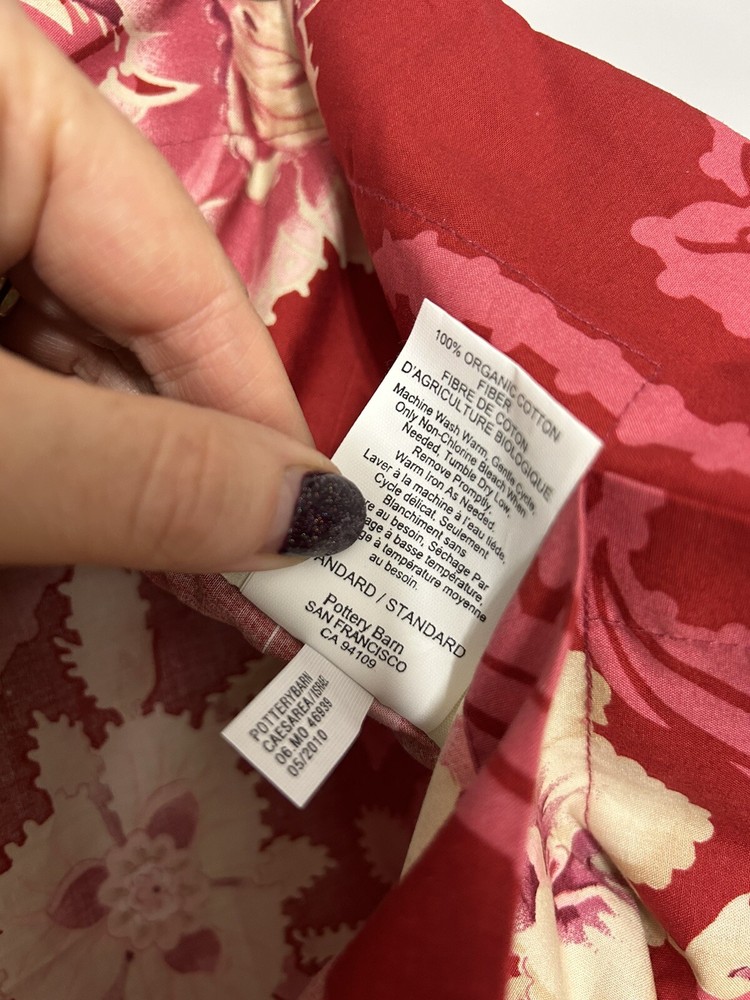 100% ORGANIC COTTON
FIBER
FIBRE DE COTON
D'AGRICULTURE BIOLOGIQUE
Machine Wash Warm, Gentle Cycle,
Only Non-Chlorine Bleach When
Needed, Tumble Dry Low,
Remove Promptly,
Warm Iron As Needed.
Laver à la machine à l'eau tiède,
Cycle délicat, Seulement
Blanchiment sans
au besoin, Séchage Par
à basse température,
à température moyenne
au besoin.
STANDARD
Pottery Barn
SAN FRANCISCO
CA 94109
POTTERYBARN
06 MO 46939
05/2010